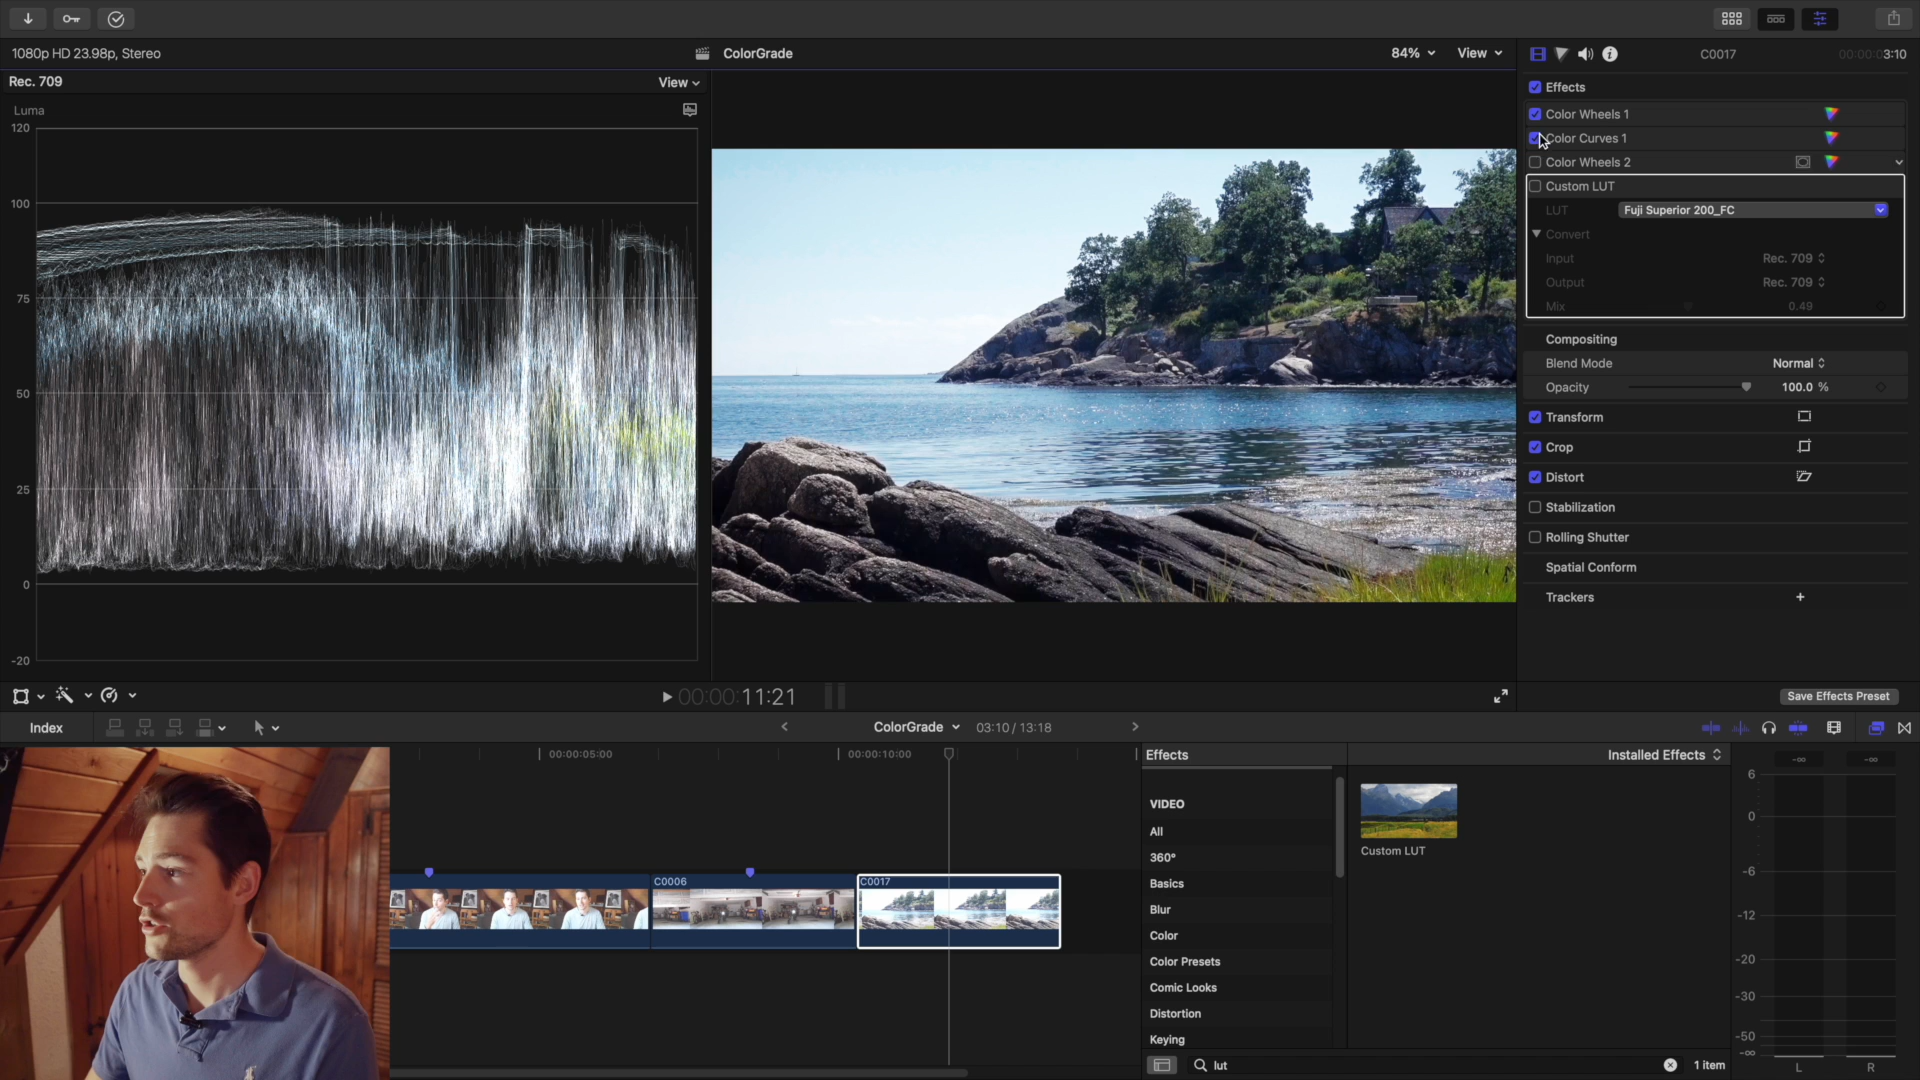 1080p HD 23.98p, Stereo
ColorGrade
84%
View
C0017
00:00:03:10
Rec. 709
View
Luma
120
100
75
50
25
0
-20
Effects
Color Wheels 1
Color Curves 1
Color Wheels 2
Custom LUT
LUT
Fuji Superior 200_FC
Convert
Input
Rec. 709
Output
Rec. 709
Mix
0.49
Compositing
Blend Mode
Normal
Opacity
100.0 %
Transform
Crop
Distort
Stabilization
Rolling Shutter
Spatial Conform
Trackers
+
00:00:11:21
Save Effects Preset
Index
ColorGrade
03:10 / 13:18
00:00:05:00
00:00:10:00
C0006
C0017
Effects
Installed Effects
VIDEO
All
360°
Basics
Blur
Color
Color Presets
Comic Looks
Distortion
Keying
Custom LUT
lut
1 item
-∞
-∞
6
0
-6
-12
-20
-30
-50
-∞
L
R